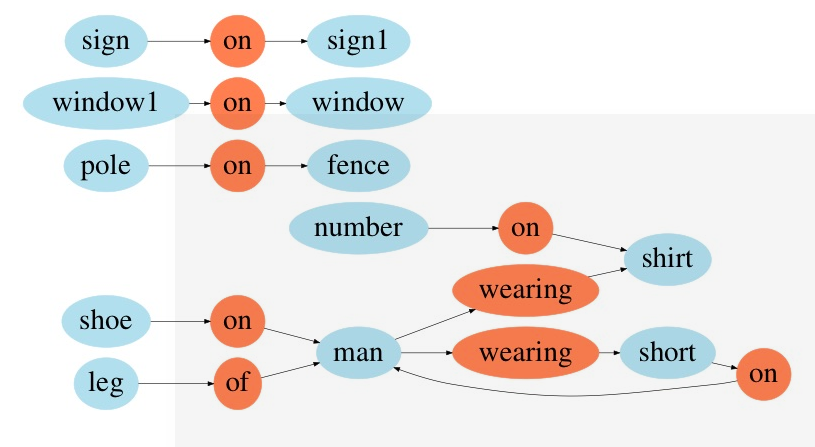 sign on sign1
window1 on window
pole on fence
number on
shirt
wearing
shoe on
man wearing short
leg of
on